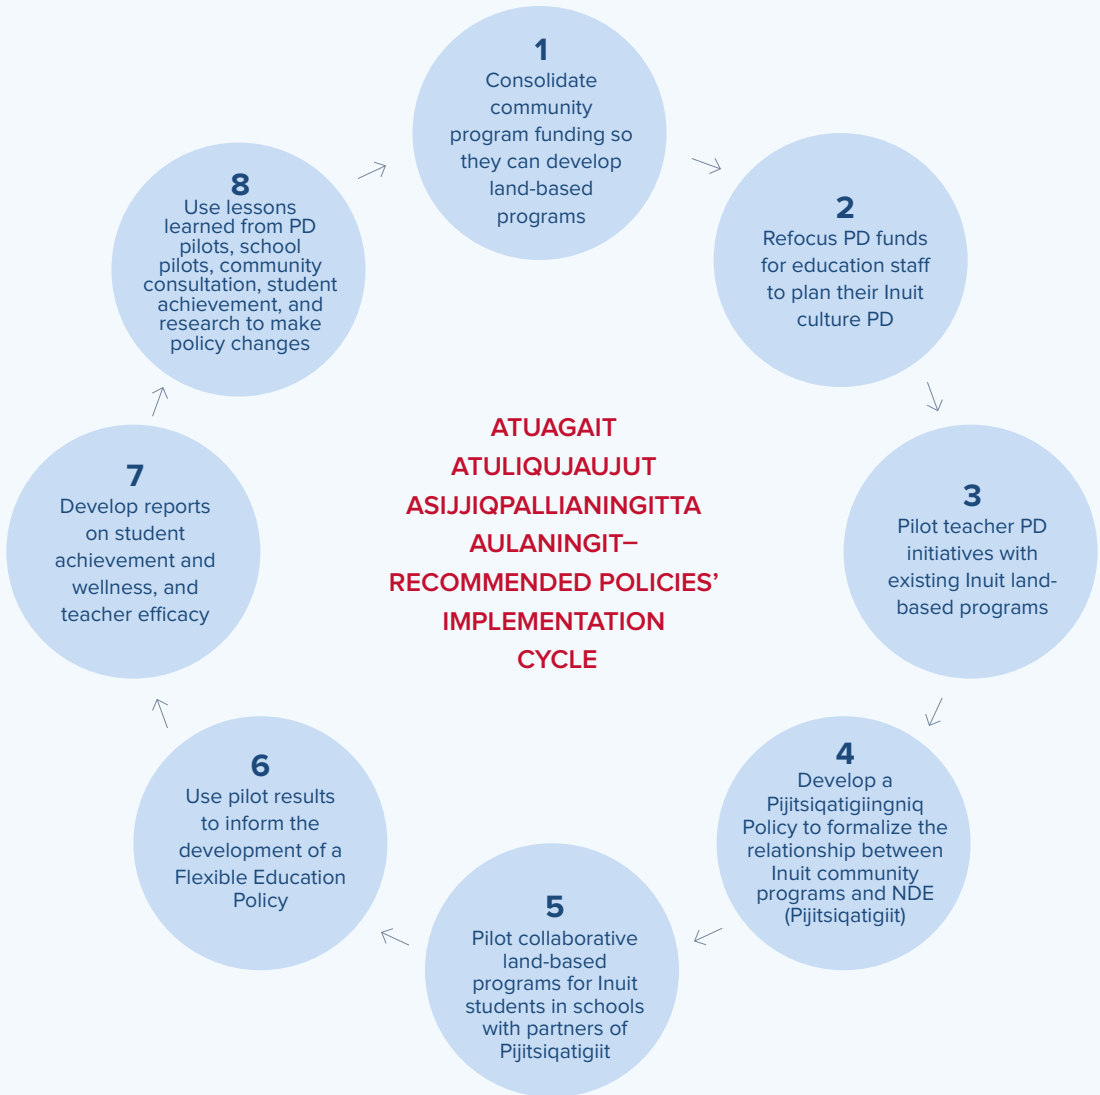 1
Consolidate
community
program funding so
they can develop
land-based
programs
2
Refocus PD funds
for education staff
to plan their Inuit
culture PD
3
Pilot teacher PD
initiatives with
existing Inuit land-
based programs
4
Develop a
Pijitsiqatigiingniq
Policy to formalize the
relationship between
Inuit community
programs and NDE
(Pijitsiqatigiit)
5
Pilot collaborative
land-based
programs for Inuit
students in schools
with partners of
Pijitsiqatigiit
6
Use pilot results
to inform the
development of a
Flexible Education
Policy
7
Develop reports
on student
achievement and
wellness, and
teacher efficacy
8
Use lessons
learned from PD
pilots, school
pilots, community
consultation, student
achievement, and
research to make
policy changes
ATUAGAIT
ATULIQUJAUJUT
ASIJJIQPALLIANINGITTA
AULANINGIT–
RECOMMENDED POLICIES’
IMPLEMENTATION
CYCLE